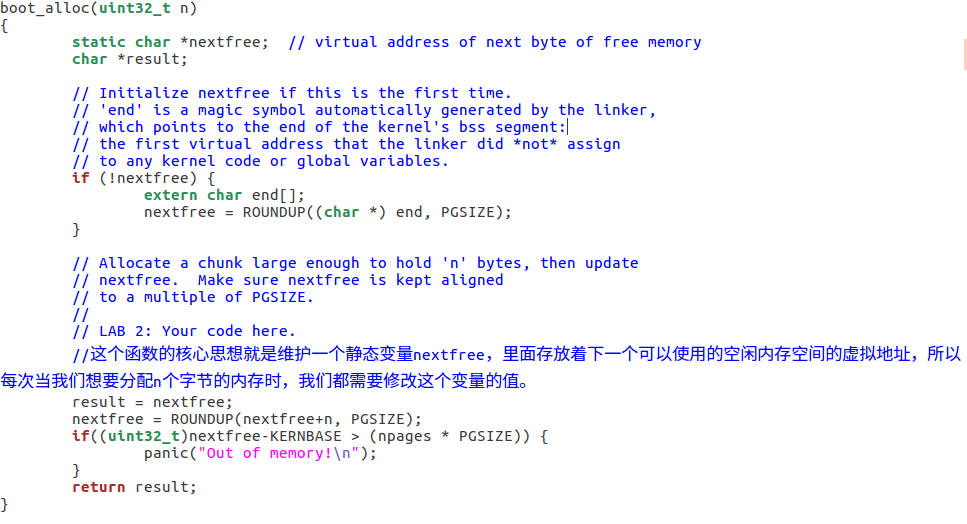 boot_alloc(uint32_t n)
{
        static char *nextfree;  // virtual address of next byte of free memory
        char *result;

        // Initialize nextfree if this is the first time.
        // 'end' is a magic symbol automatically generated by the linker,
        // which points to the end of the kernel's bss segment:
        // the first virtual address that the linker did *not* assign
        // to any kernel code or global variables.
        if (!nextfree) {
                extern char end[];
                nextfree = ROUNDUP((char *) end, PGSIZE);
        }

        // Allocate a chunk large enough to hold 'n' bytes, then update
        // nextfree.  Make sure nextfree is kept aligned
        // to a multiple of PGSIZE.
        //
        // LAB 2: Your code here.
        //这个函数的核心思想就是维护一个静态变量nextfree，里面存放着下一个可以使用的空闲内存空间的虚拟地址，所以
每次当我们想要分配n个字节的内存时，我们都需要修改这个变量的值。
        result = nextfree;
        nextfree = ROUNDUP(nextfree+n, PGSIZE);
        if((uint32_t)nextfree-KERNBASE > (npages * PGSIZE)) {
                panic("Out of memory!\n");
        }
        return result;
}